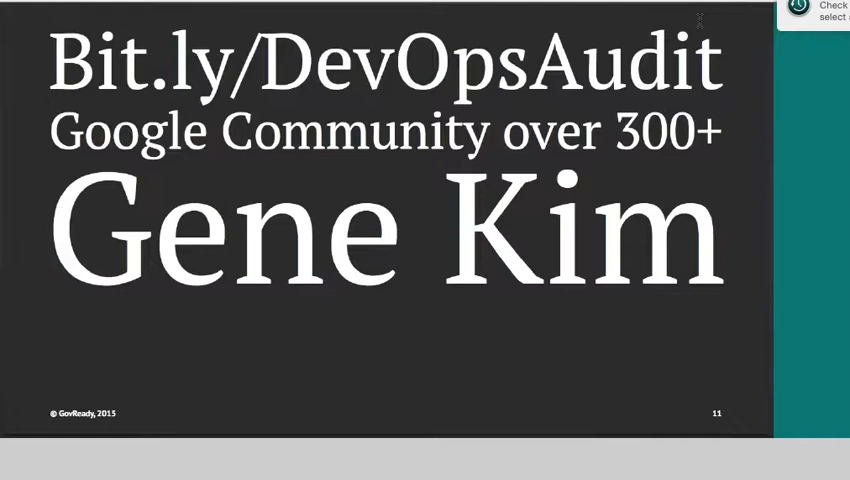 Bit.ly/DevOpsAudit
Google Community over 300+
Gene Kim
© GovReady, 2015
11
Check
select